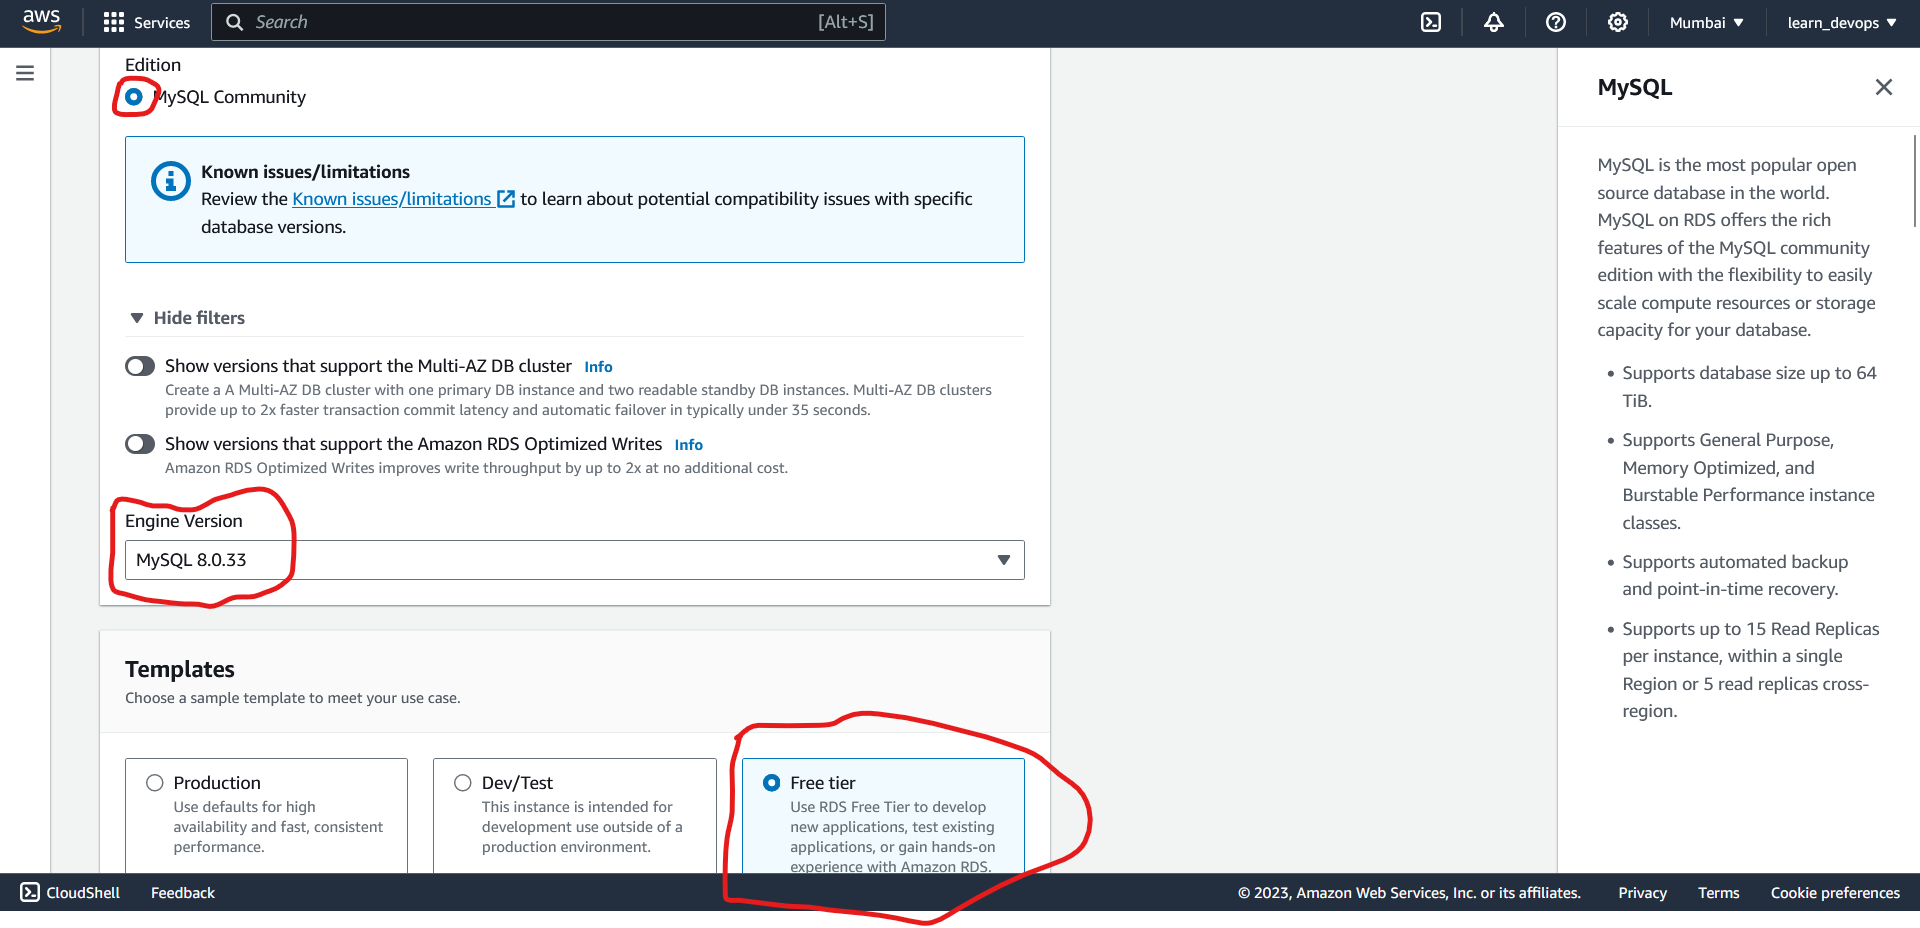 aws
Services
Search
[Alt+S]
Mumbai
learn_devops
Edition
MySQL Community
Known issues/limitations
Review the Known issues/limitations to learn about potential compatibility issues with specific
database versions.
Hide filters
Show versions that support the Multi-AZ DB cluster Info
Create a A Multi-AZ DB cluster with one primary DB instance and two readable standby DB instances. Multi-AZ DB clusters
provide up to 2x faster transaction commit latency and automatic failover in typically under 35 seconds.
Show versions that support the Amazon RDS Optimized Writes Info
Amazon RDS Optimized Writes improves write throughput by up to 2x at no additional cost.
Engine Version
MySQL 8.0.33
Templates
Choose a sample template to meet your use case.
Production
Use defaults for high
availability and fast, consistent
performance.
Dev/Test
This instance is intended for
development use outside of a
production environment.
Free tier
Use RDS Free Tier to develop
new applications, test existing
applications, or gain hands-on
experience with Amazon RDS.
MySQL
MySQL is the most popular open
source database in the world.
MySQL on RDS offers the rich
features of the MySQL community
edition with the flexibility to easily
scale compute resources or storage
capacity for your database.
• Supports database size up to 64
TiB.
• Supports General Purpose,
Memory Optimized, and
Burstable Performance instance
classes.
• Supports automated backup
and point-in-time recovery.
• Supports up to 15 Read Replicas
per instance, within a single
Region or 5 read replicas cross-
region.
CloudShell
Feedback
© 2023, Amazon Web Services, Inc. or its affiliates.
Privacy
Terms
Cookie preferences